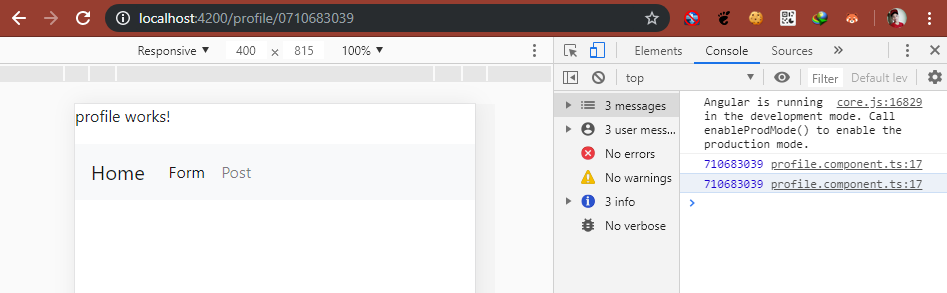 localhost:4200/profile/0710683039
Responsive ▼ 400 × 815 100% ▼
Elements Console Sources »
top ▼ Filter Default lev
profile works!
Home Form Post
3 messages
3 user mess...
No errors
No warnings
3 info
No verbose
Angular is running core.js:16829
in the development mode. Call
enableProdMode() to enable the
production mode.
710683039 profile.component.ts:17
710683039 profile.component.ts:17